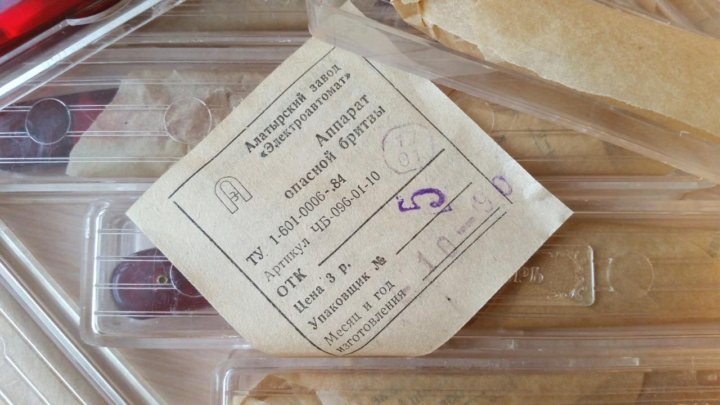 Алатырский завод
«Электроавтомат»
Аппарат
опасной бритвы
ТУ 1-601-0006-.84
Артикул ЧБ-096-01-10
ОТК
Цена 3 р.
Упаковщик № 5
Месяц и год
изготовления 10-90